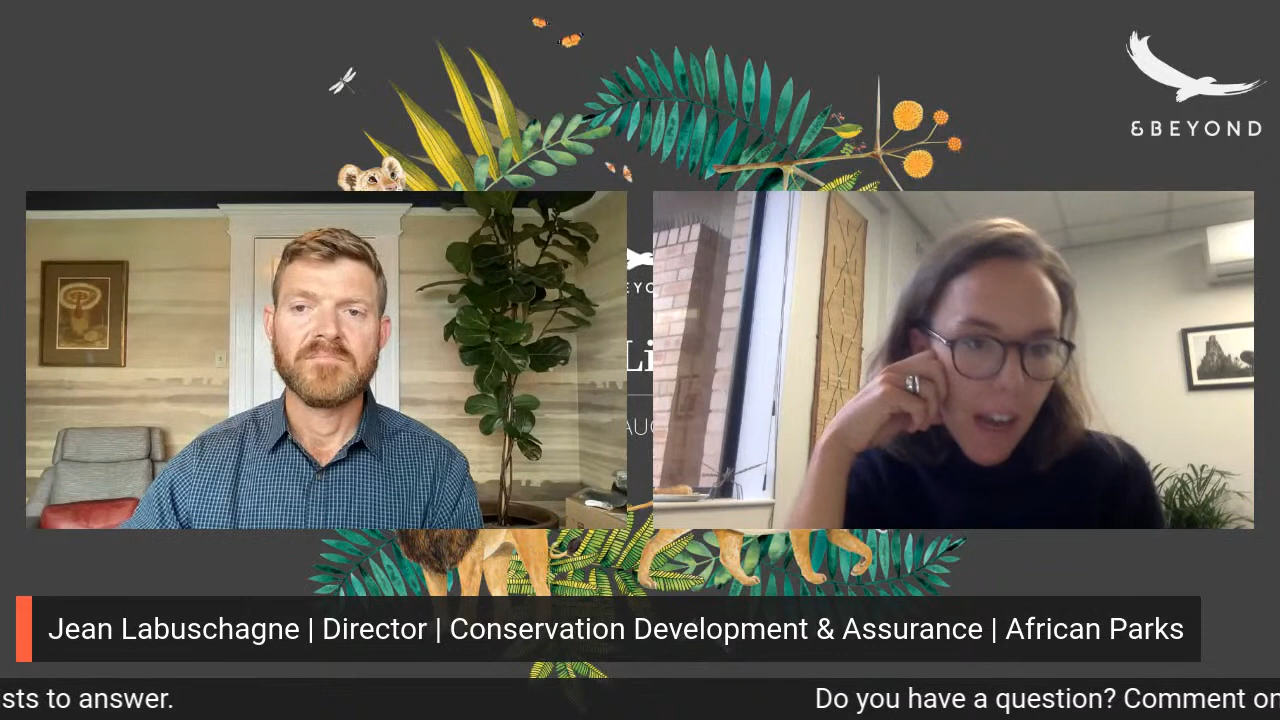 &BEYOND
Jean Labuschagne | Director | Conservation Development & Assurance | African Parks
sts to answer.
Do you have a question? Comment on